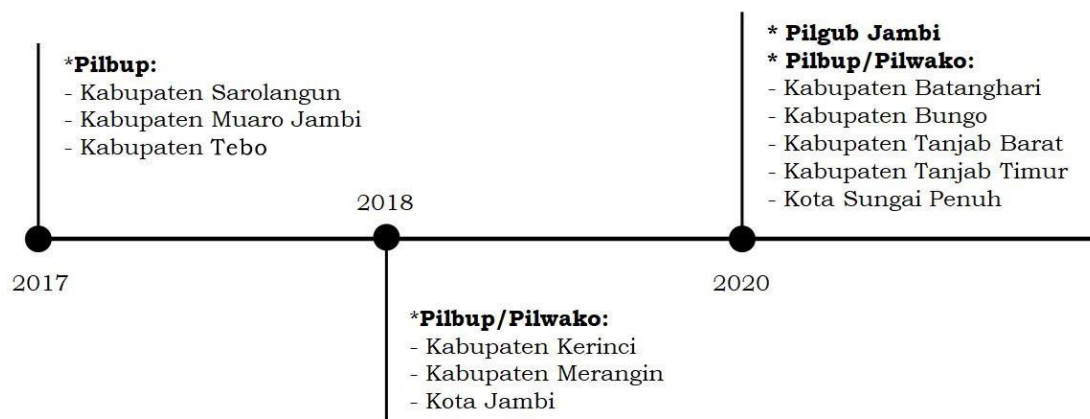 *Pilbup:
- Kabupaten Sarolangun
- Kabupaten Muaro Jambi
- Kabupaten Tebo
2017
2018
*Pilbup/Pilwako:
- Kabupaten Kerinci
- Kabupaten Merangin
- Kota Jambi
* Pilgub Jambi
* Pilbup/Pilwako:
- Kabupaten Batanghari
- Kabupaten Bungo
- Kabupaten Tanjab Barat
- Kabupaten Tanjab Timur
- Kota Sungai Penuh
2020